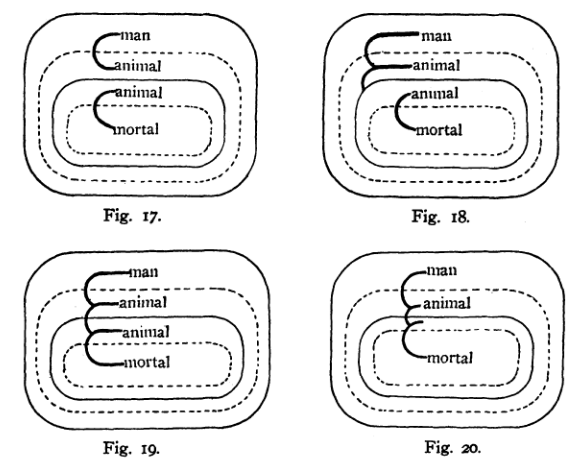 man
animal
animal
mortal
Fig. 17.
man
animal
animal
mortal
Fig. 18.
man
animal
animal
mortal
Fig. 19.
man
animal
mortal
Fig. 20.